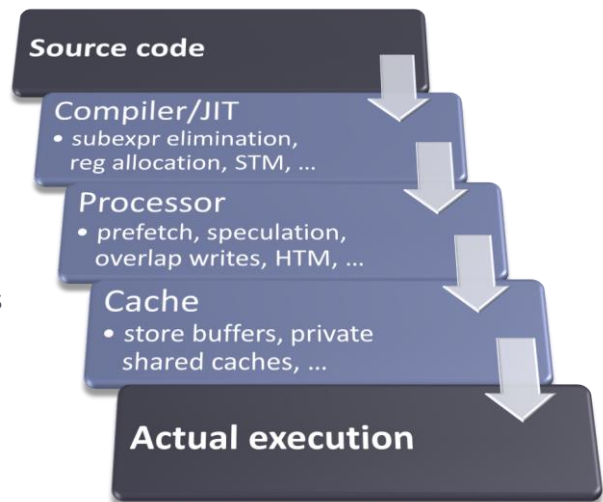 Source code
Compiler/JIT
• subexpr elimination,
reg allocation, STM, ...
Processor
• prefetch, speculation,
overlap writes, HTM, ...
s
Cache
• store buffers, private
shared caches, ...
Actual execution